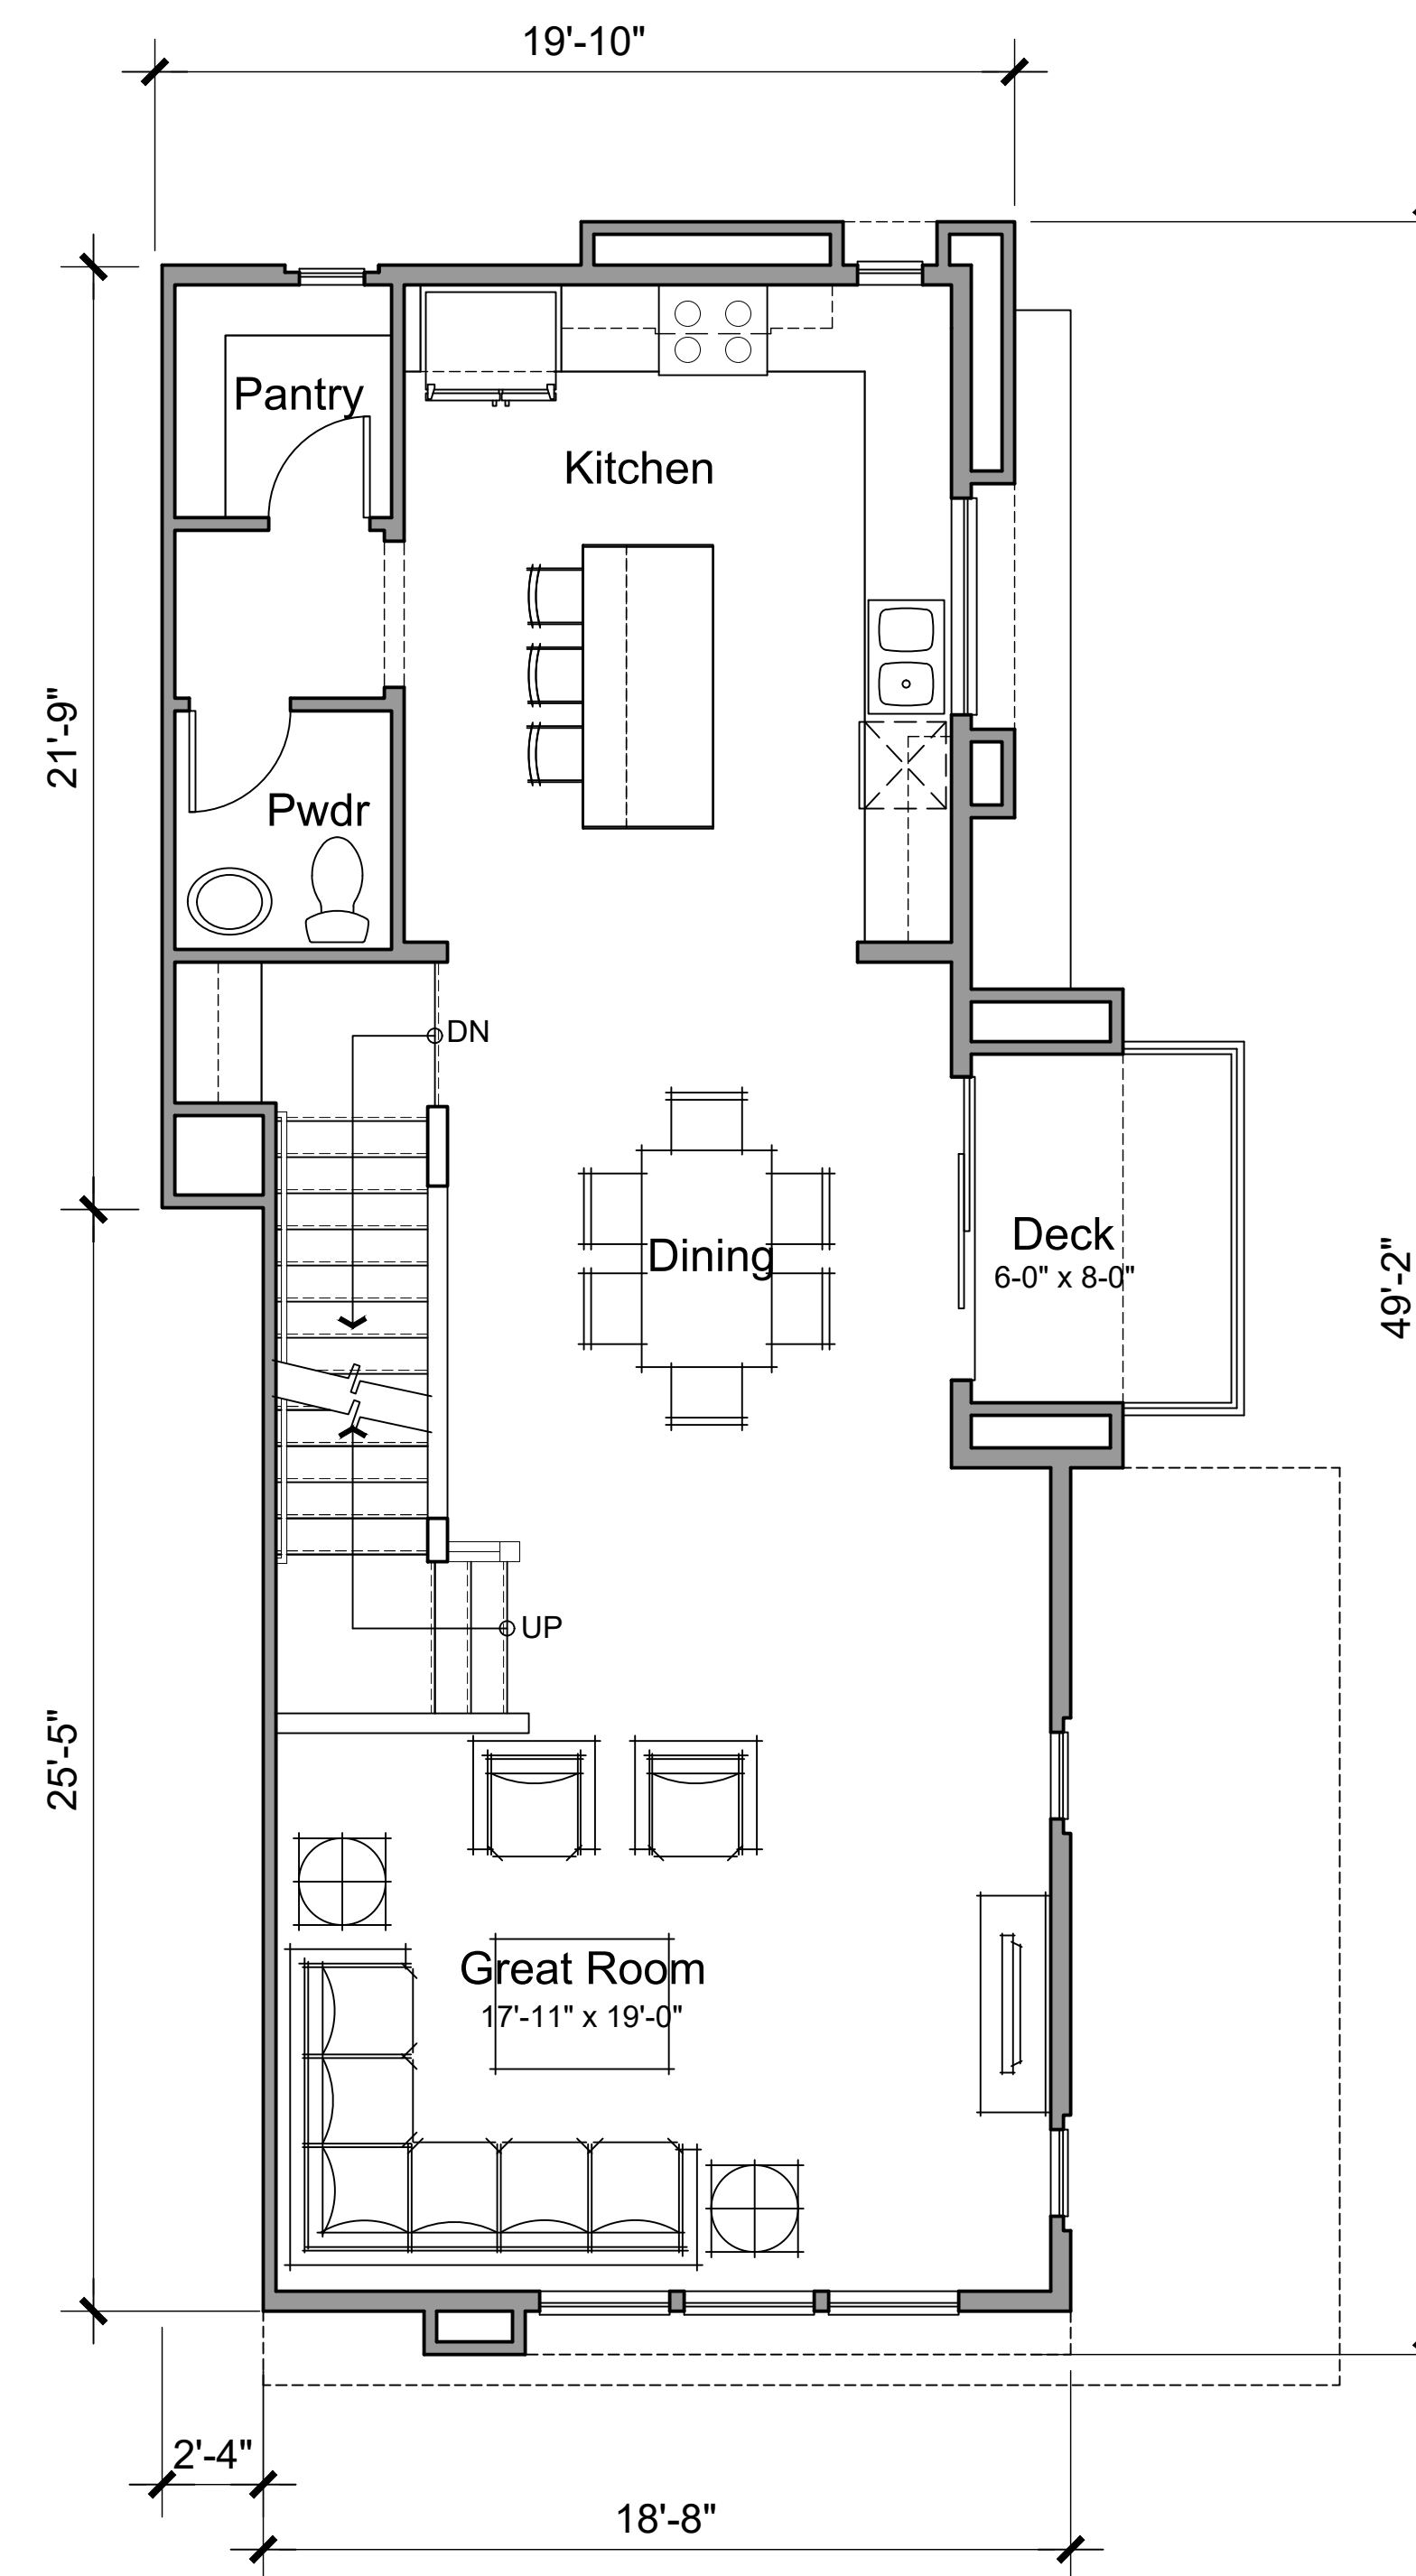 19'-10"
Pantry
Kitchen
21'-9"
Pwdr
DN
Deck
6-0" x 8-0"
Dining
49'-2"
UP
25'-5"
Great Room
17'-11" x 19'-0"
2'-4"
18'-8"